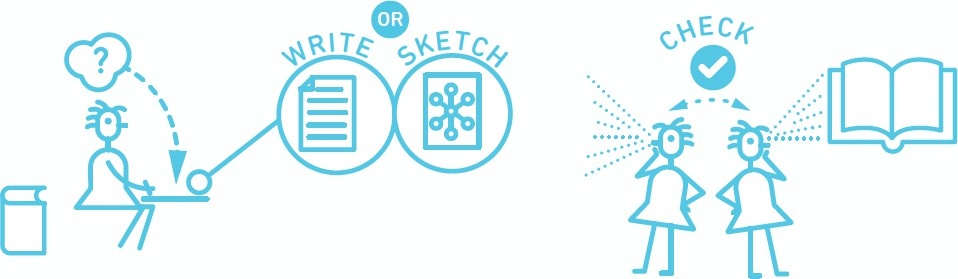 ?
OR
WRITE SKETCH
CHECK